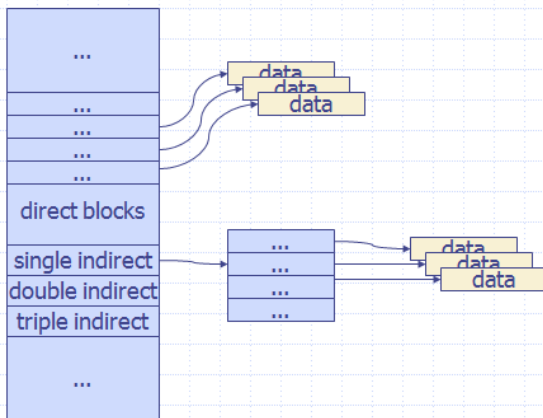 ...
...
...
...
...
direct blocks
single indirect
double indirect
triple indirect
...
data
data
data
...
...
...
...
data
data
data